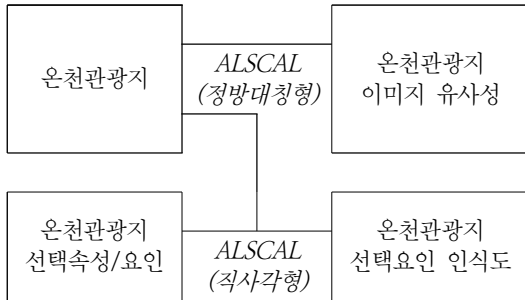 온천관광지
ALSCAL
(정방대칭형)
온천관광지
이미지 유사성
온천관광지
선택속성/요인
ALSCAL
(직사각형)
온천관광지
선택요인 인식도